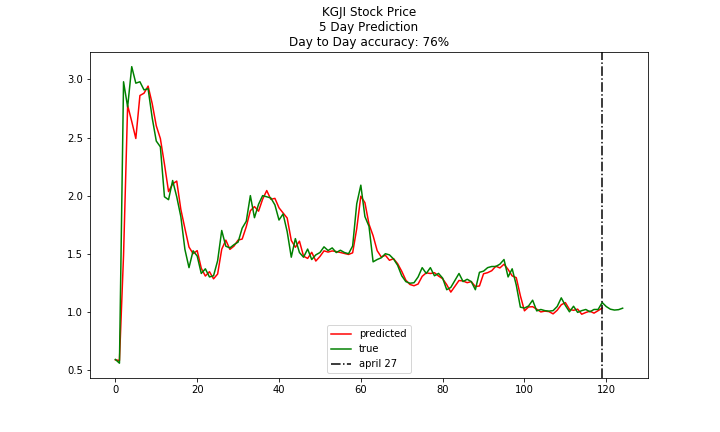 KGJI Stock Price
5 Day Prediction
Day to Day accuracy: 76%
3.0
2.5
2.0
1.5
1.0
0.5
predicted
true
april 27
0 20 40 60 80 100 120